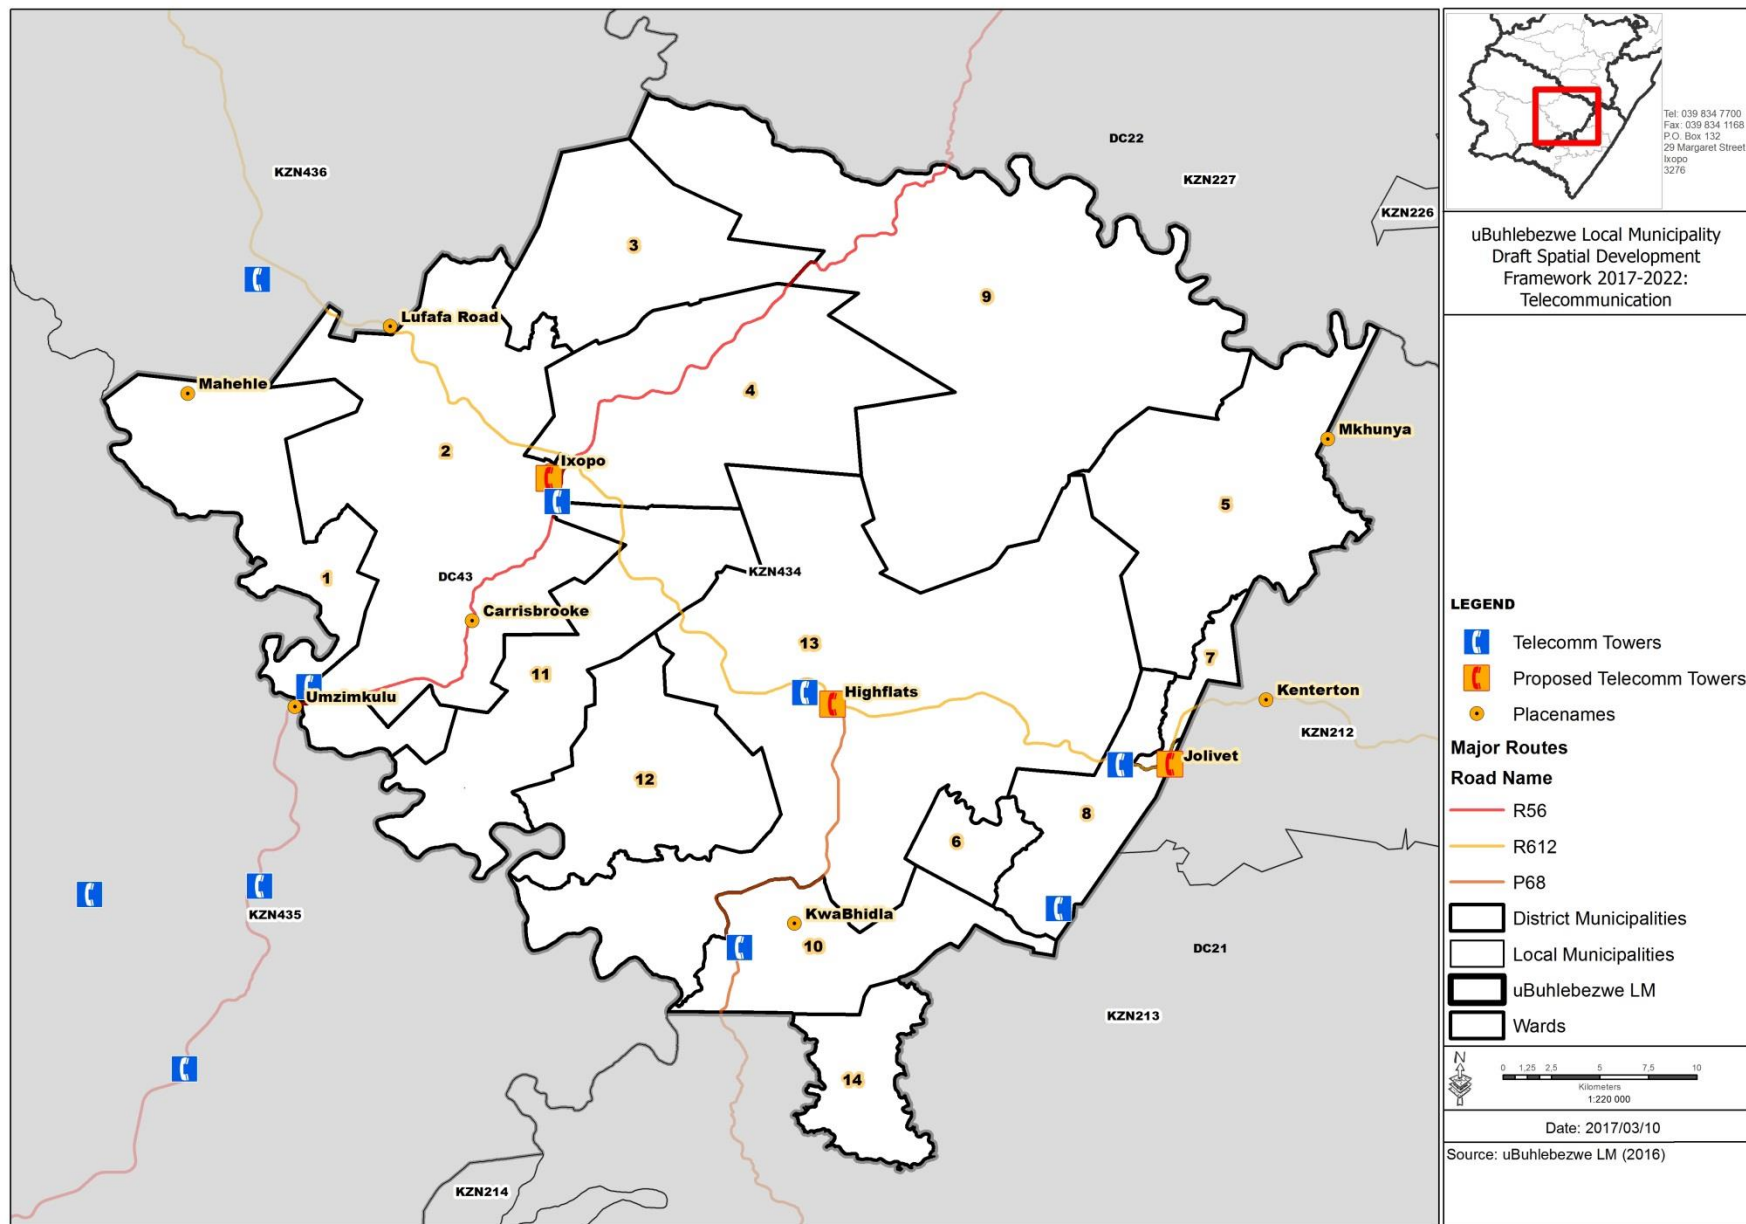 DC22
KZN436
KZN227
KZN226
3
9
Lufafa Road
Mahehle
4
Mkhunya
2
Ixopo
5
1
DC43
KZN434
Carrisbrooke
13
7
11
Umzimkulu
Highflats
Kenterton
KZN212
Jolivet
12
8
6
KZN435
KwaBhidla
10
DC21
KZN213
14
KZN214
Tel: 039 834 7700
Fax: 039 834 1168
P.O. Box 132
29 Margaret Street
Ixopo
3276
uBuhlebezwe Local Municipality
Draft Spatial Development
Framework 2017-2022:
Telecommunication
LEGEND
Telecomm Towers
Proposed Telecomm Towers
Placenames
Major Routes
Road Name
R56
R612
P68
District Municipalities
Local Municipalities
uBuhlebezwe LM
Wards
N
0 1,25 2,5 5 7,5 10
Kilometers
1:220 000
Date: 2017/03/10
Source: uBuhlebezwe LM (2016)